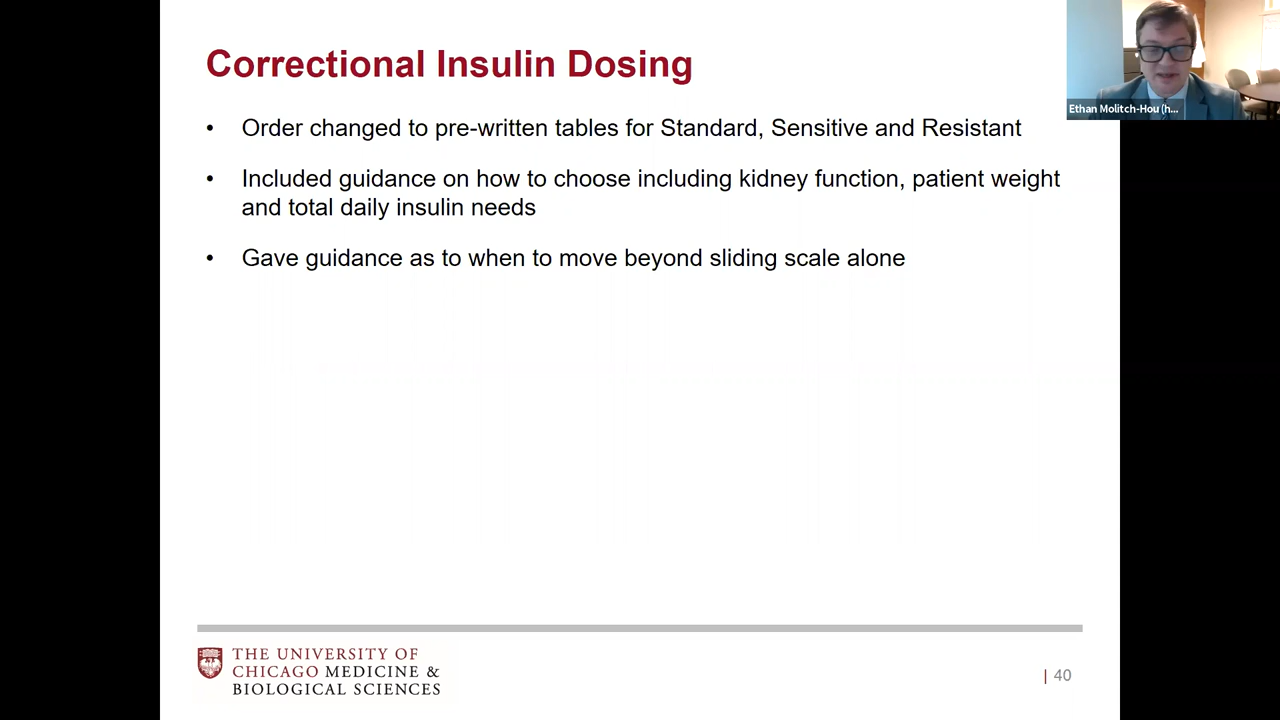 Correctional Insulin Dosing
Ethan Molitch-Hou (h...
• Order changed to pre-written tables for Standard, Sensitive and Resistant
• Included guidance on how to choose including kidney function, patient weight
and total daily insulin needs
• Gave guidance as to when to move beyond sliding scale alone
THE UNIVERSITY OF
CHICAGO MEDICINE &
BIOLOGICAL SCIENCES
| 40